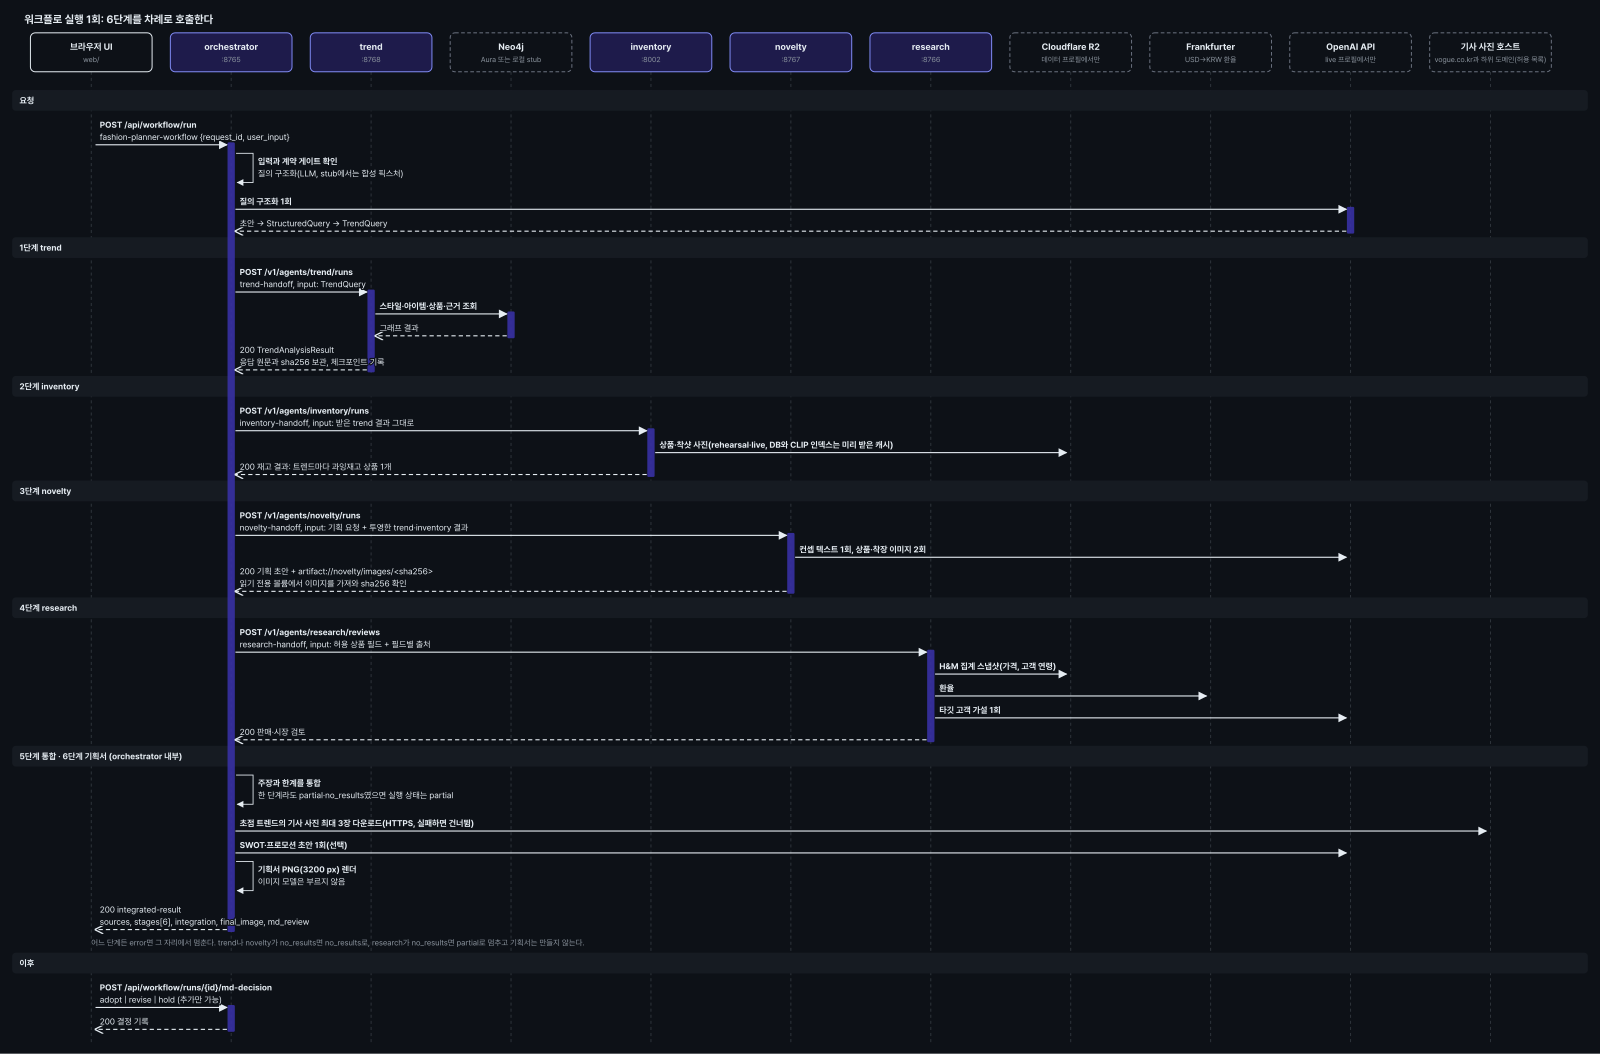 워크플로 실행 1회: 6단계를 차례로 호출한다
브라우저 UI
web/
orchestrator
:8765
trend
:8768
Neo4j
Aura 또는 로컬 stub
inventory
:8002
novelty
:8767
research
:8766
Cloudflare R2
데이터 프로필에서만
Frankfurter
USD→KRW 환율
OpenAI API
live 프로필에서만
기사 사진 호스트
vogue.co.kr과 하위 도메인(허용 목록)
요청
POST /api/workflow/run
fashion-planner-workflow {request_id, user_input}
입력과 계약 게이트 확인
질의 구조화(LLM, stub에서는 합성 픽스처)
질의 구조화 1회
초안 → StructuredQuery → TrendQuery
1단계 trend
POST /v1/agents/trend/runs
trend-handoff, input: TrendQuery
스타일·아이템·상품·근거 조회
그래프 결과
200 TrendAnalysisResult
응답 원문과 sha256 보관, 체크포인트 기록
2단계 inventory
POST /v1/agents/inventory/runs
inventory-handoff, input: 받은 trend 결과 그대로
상품·착샷 사진(rehearsal·live, DB와 CLIP 인덱스는 미리 받은 캐시)
200 재고 결과: 트렌드마다 과잉재고 상품 1개
3단계 novelty
POST /v1/agents/novelty/runs
novelty-handoff, input: 기획 요청 + 투영한 trend·inventory 결과
컨셉 텍스트 1회, 상품·착장 이미지 2회
200 기획 초안 + artifact://novelty/images/<sha256>
읽기 전용 볼륨에서 이미지를 가져와 sha256 확인
4단계 research
POST /v1/agents/research/reviews
research-handoff, input: 허용 상품 필드 + 필드별 출처
H&M 집계 스냅샷(가격, 고객 연령)
환율
타깃 고객 가설 1회
200 판매·시장 검토
5단계 통합 · 6단계 기획서 (orchestrator 내부)
주장과 한계를 통합
한 단계라도 partial·no_results였으면 실행 상태는 partial
초점 트렌드의 기사 사진 최대 3장 다운로드(HTTPS, 실패하면 건너뜀)
SWOT·프로모션 초안 1회(선택)
기획서 PNG(3200 px) 렌더
이미지 모델은 부르지 않음
200 integrated-result
sources, stages[6], integration, final_image, md_review
어느 단계든 error면 그 자리에서 멈춘다. trend나 novelty가 no_results면 no_results로, research가 no_results면 partial로 멈추고 기획서는 만들지 않는다.
이후
POST /api/workflow/runs/{id}/md-decision
adopt | revise | hold (추가만 가능)
200 결정 기록